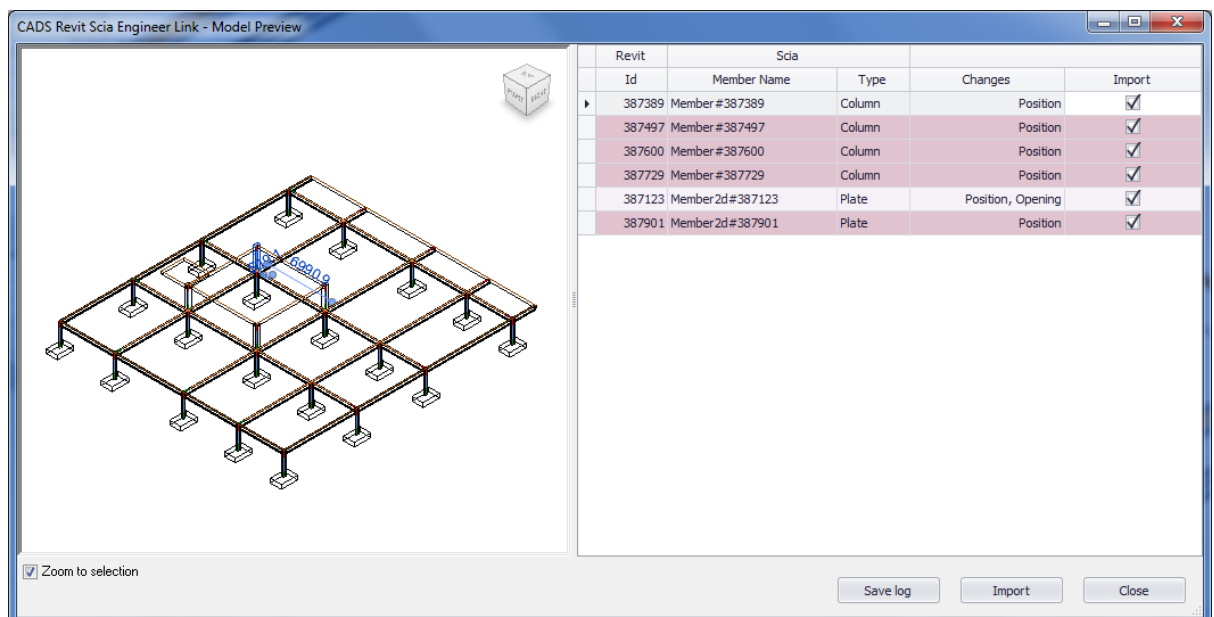 CADS Revit Scia Engineer Link - Model Preview
Revit Scia
Id Member Name Type Changes Import
387389 Member#387389 Column Position
387497 Member#387497 Column Position
387600 Member#387600 Column Position
387729 Member#387729 Column Position
387123 Member2d#387123 Plate Position, Opening
387901 Member2d#387901 Plate Position
6990.9
Zoom to selection
Save log Import Close